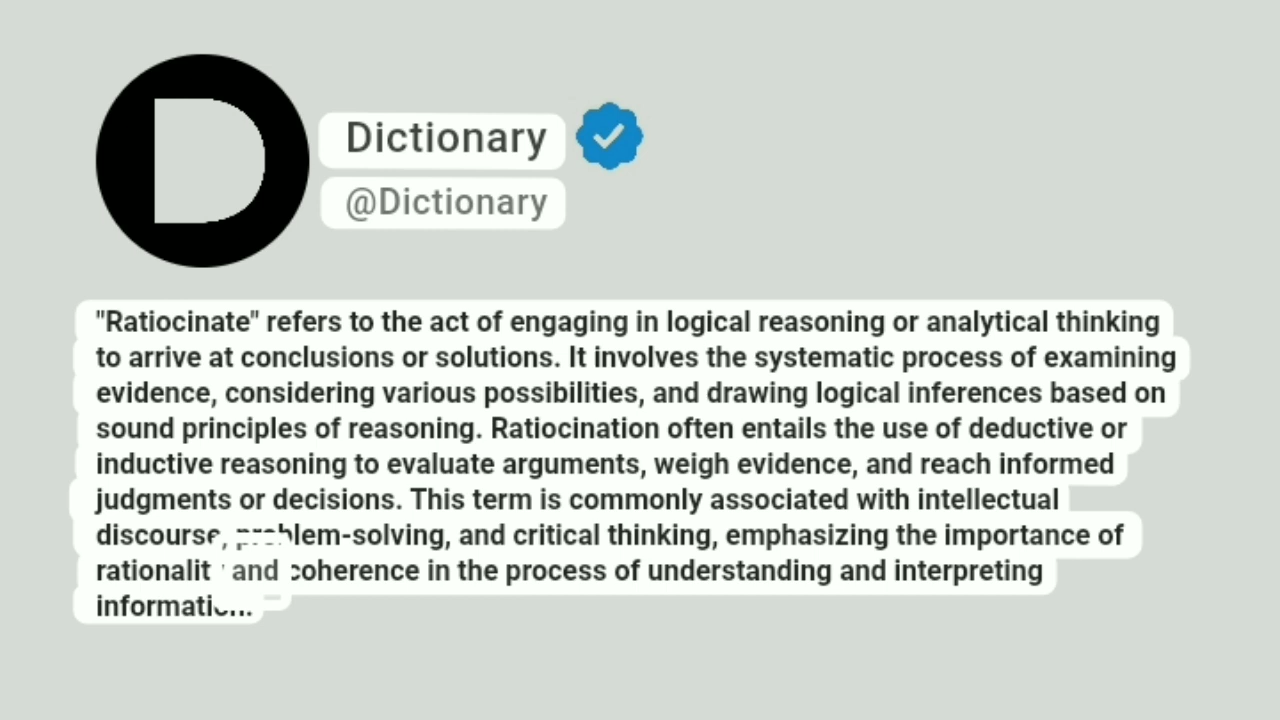 D
Dictionary
@Dictionary
"Ratiocinate" refers to the act of engaging in logical reasoning or analytical thinking
to arrive at conclusions or solutions. It involves the systematic process of examining
evidence, considering various possibilities, and drawing logical inferences based on
sound principles of reasoning. Ratiocination often entails the use of deductive or
inductive reasoning to evaluate arguments, weigh evidence, and reach informed
judgments or decisions. This term is commonly associated with intellectual
discourse, problem-solving, and critical thinking, emphasizing the importance of
rationality and coherence in the process of understanding and interpreting
information.